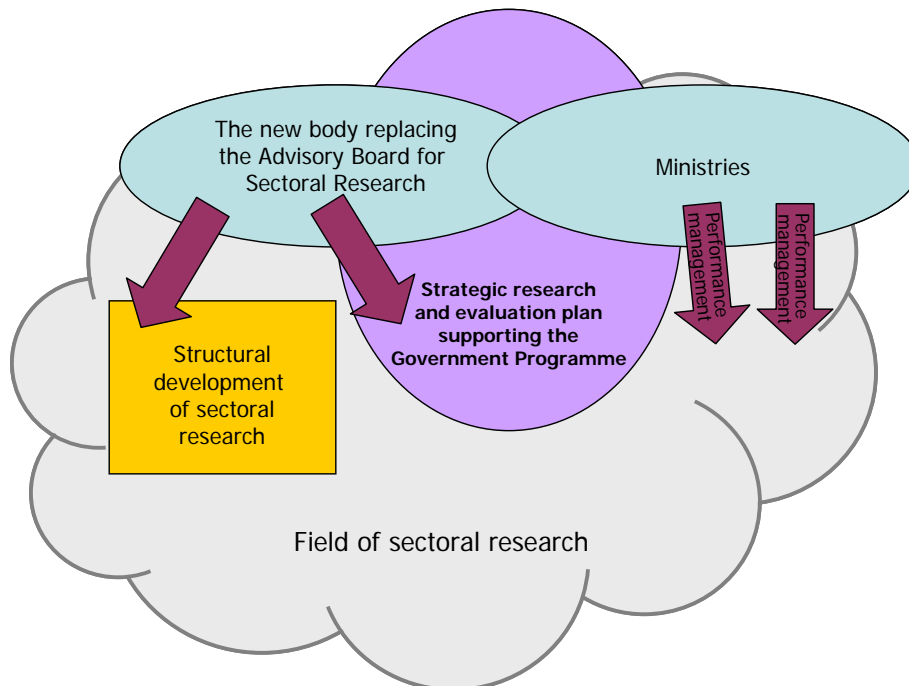 The new body replacing
the Advisory Board for
Sectoral Research
Ministries
Performance
management
Performance
management
Strategic research
and evaluation plan
supporting the
Government Programme
Structural
development
of sectoral
research
Field of sectoral research